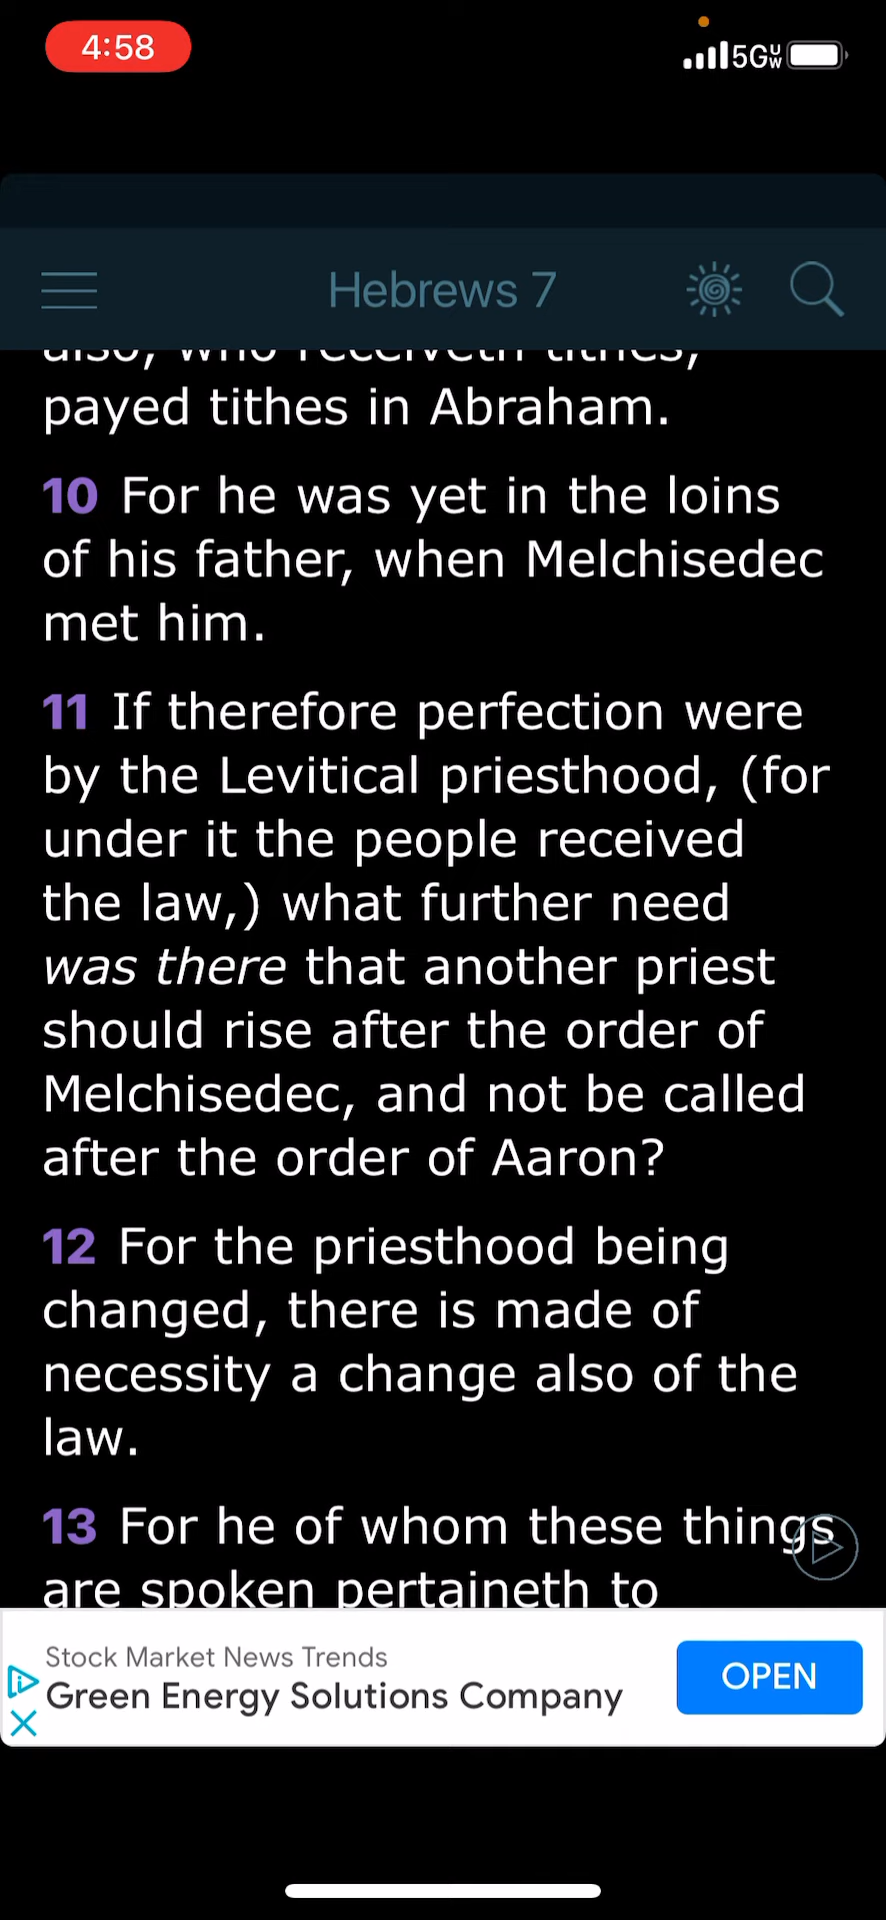 4:58
5GUW
Hebrews 7
also, who receiveth tithes,
payed tithes in Abraham.
10 For he was yet in the loins
of his father, when Melchisedec
met him.
11 If therefore perfection were
by the Levitical priesthood, (for
under it the people received
the law,) what further need
was there that another priest
should rise after the order of
Melchisedec, and not be called
after the order of Aaron?
12 For the priesthood being
changed, there is made of
necessity a change also of the
law.
13 For he of whom these things
are spoken pertaineth to
Stock Market News Trends
Green Energy Solutions Company
OPEN